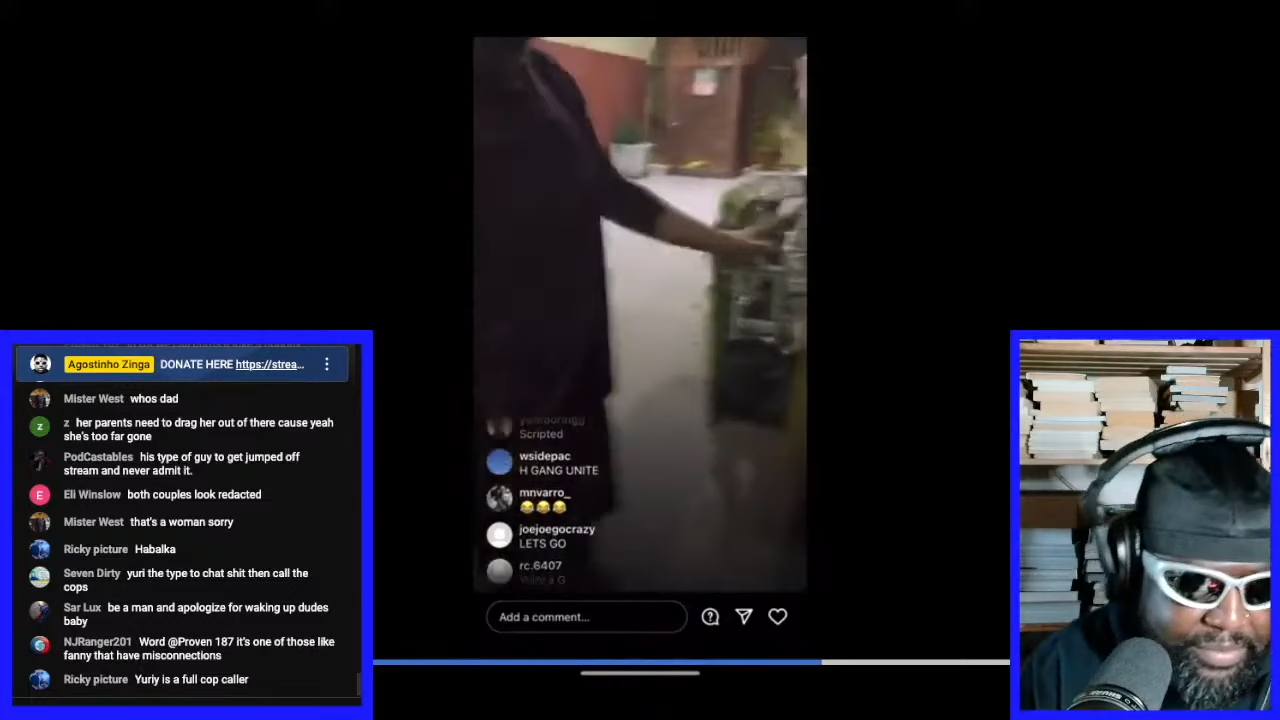 Agostinho Zinga DONATE HERE https://strea...
Mister West whos dad
z her parents need to drag her out of there cause yeah
she's too far gone
PodCastables his type of guy to get jumped off
stream and never admit it.
Eli Winslow both couples look redacted
Mister West that's a woman sorry
Ricky picture Habalka
Seven Dirty yuri the type to chat shit then call the
cops
Sar Lux be a man and apologize for waking up dudes
baby
NJRanger201 Word @Proven 187 it's one of those like
fanny that have misconnections
Ricky picture Yuriy is a full cop caller
Scripted
wsidepac
H GANG UNITE
mnvarro_
😂😂😂
joejoegocrazy
LETS GO
rc.6407
Add a comment...